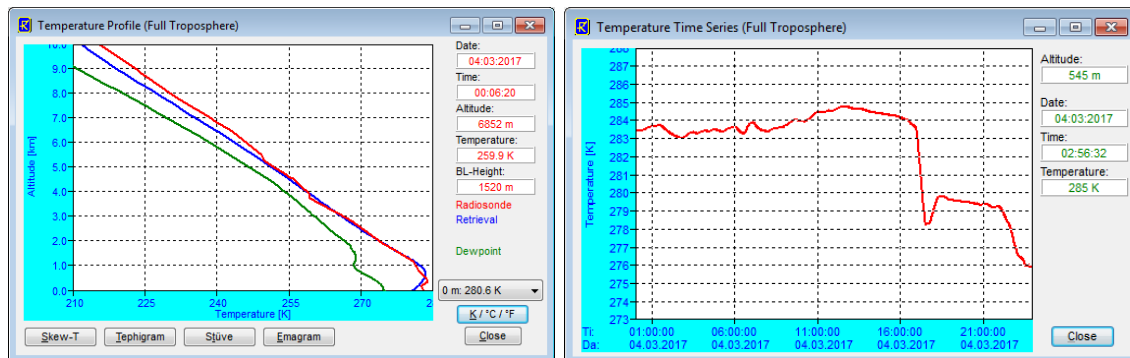 Temperature Profile (Full Troposphere)
10.0
9.0
8.0
7.0
6.0
5.0
4.0
3.0
2.0
1.0
0.0
Altitude [km]
210 225 240 255 270 2
Temperature [K]
Date:
04:03:2017
Time:
00:06:20
Altitude:
6852 m
Temperature:
259.9 K
BL-Height:
1520 m
Radiosonde
Retrieval
Dewpoint
0 m: 280.6 K
K / °C / °F
Skew-T Tephigram Stüve Emagram Close
Temperature Time Series (Full Troposphere)
288
287
286
285
284
283
282
281
280
279
278
277
276
275
274
273
Temperature [K]
Ti: 01:00:00 06:00:00 11:00:00 16:00:00 21:00:00
Da: 04.03.2017 04.03.2017 04.03.2017 04.03.2017 04.03.2017
Altitude:
545 m
Date:
04:03:2017
Time:
02:56:32
Temperature:
285 K
Close